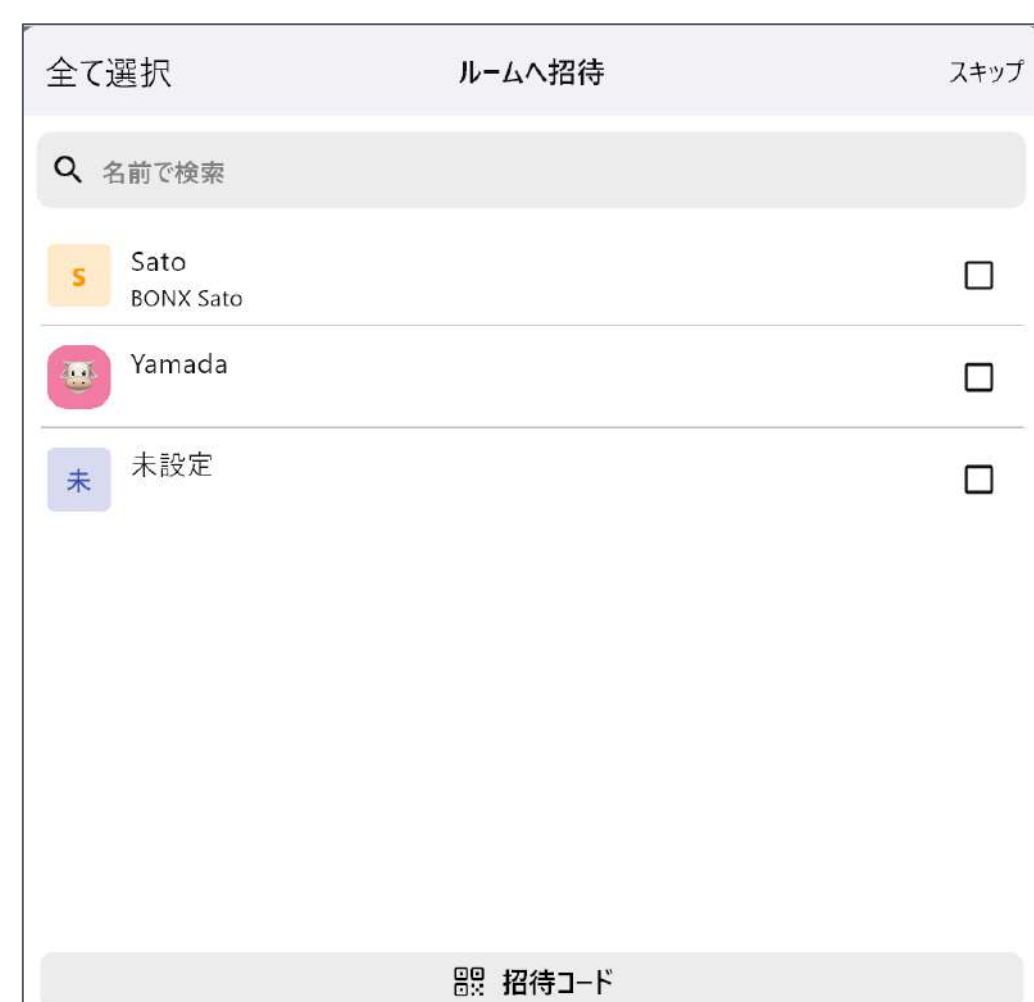 全て選択 ルームへ招待 スキップ
名前で検索
S
Sato
BONX Sato
Yamada
未
未設定
招待コード